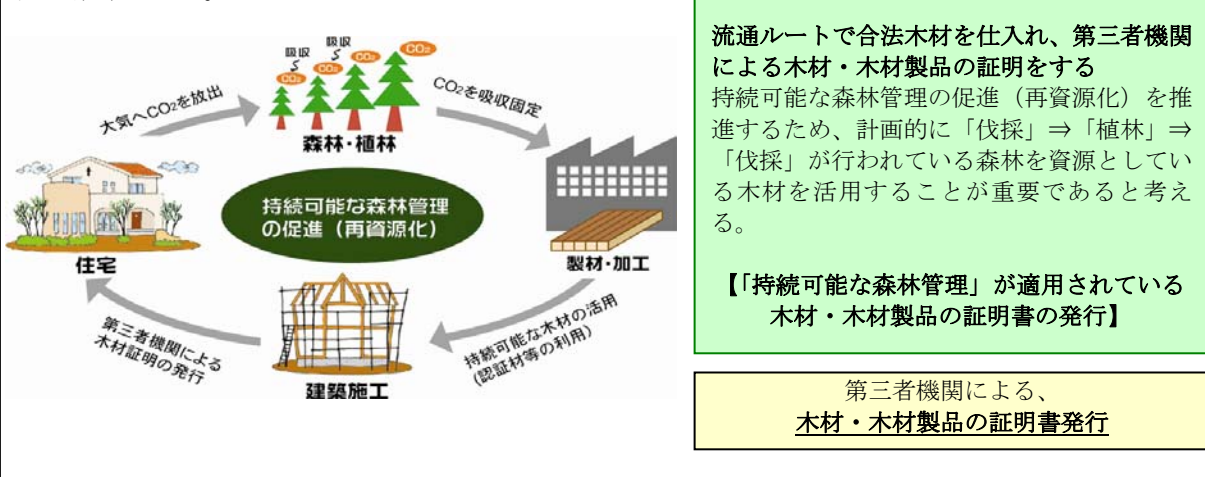 吸収
吸収
CO₂
CO₂
CO₂
CO₂
大気へCO₂を放出
CO₂を吸収固定
森林・植林
持続可能な森林管理
の促進（再資源化）
住宅
製材・加工
第三者機関による
木材証明の発行
持続可能な木材の活用
（認証材等の利用）
建築施工
流通ルートで合法木材を仕入れ、第三者機関
による木材・木材製品の証明をする
持続可能な森林管理の促進（再資源化）を推
進するため、計画的に「伐採」⇒「植林」⇒
「伐採」が行われている森林を資源としてい
る木材を活用することが重要であると考え
る。
【「持続可能な森林管理」が適用されている
木材・木材製品の証明書の発行】
第三者機関による、
木材・木材製品の証明書発行